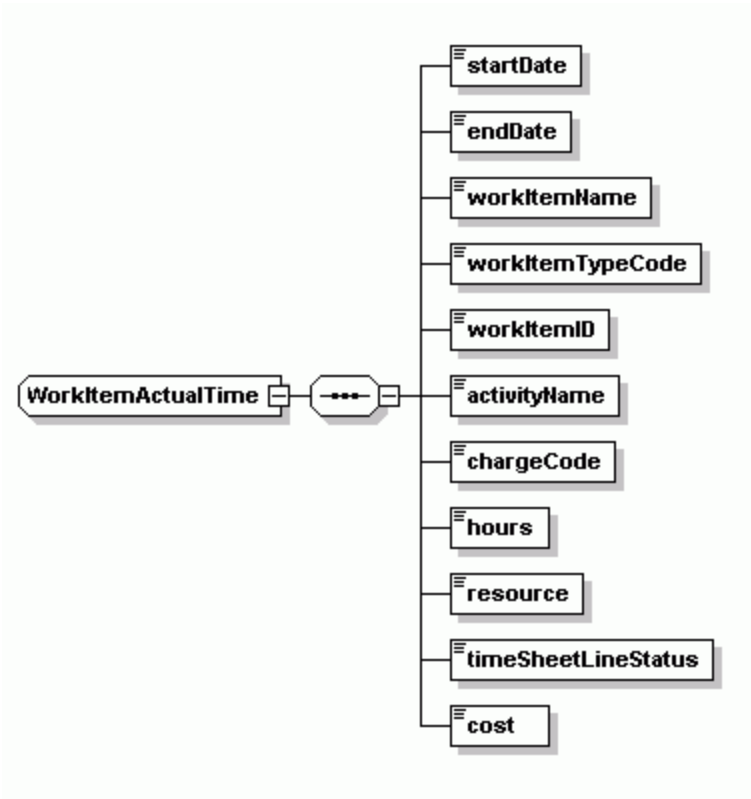 startDate
endDate
workItemName
workItemTypeCode
workItemID
WorkItemActualTime
activityName
chargeCode
hours
resource
timeSheetLineStatus
cost